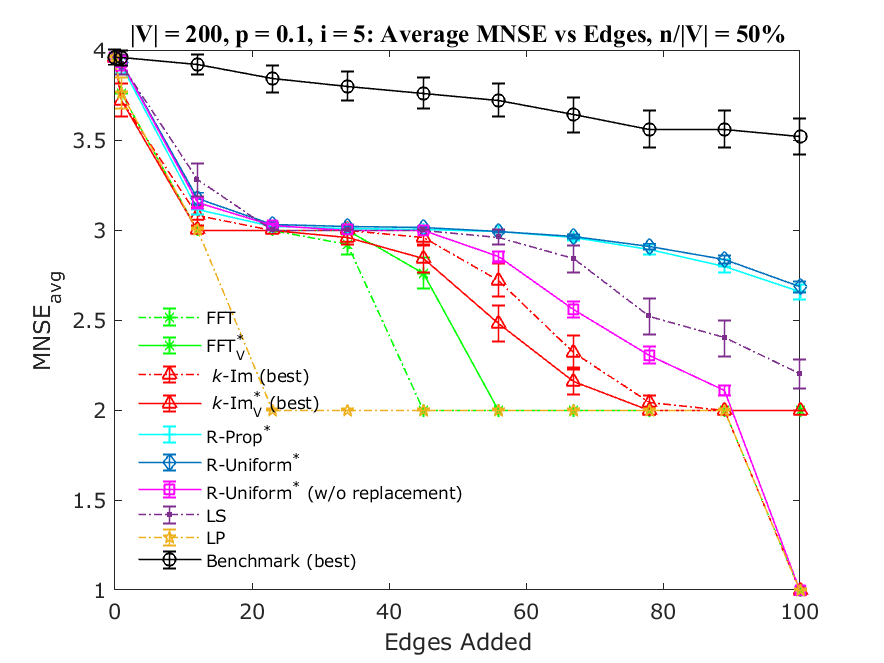 |V| = 200, p = 0.1, i = 5: Average MNSE vs Edges, n/|V| = 50%
4
3.5
3
2.5
2
1.5
1
MNSE_avg
FFT
FFT*_V
k-Im (best)
k-Im*_V (best)
R-Prop*
R-Uniform*
R-Uniform* (w/o replacement)
LS
LP
Benchmark (best)
0 20 40 60 80 100
Edges Added